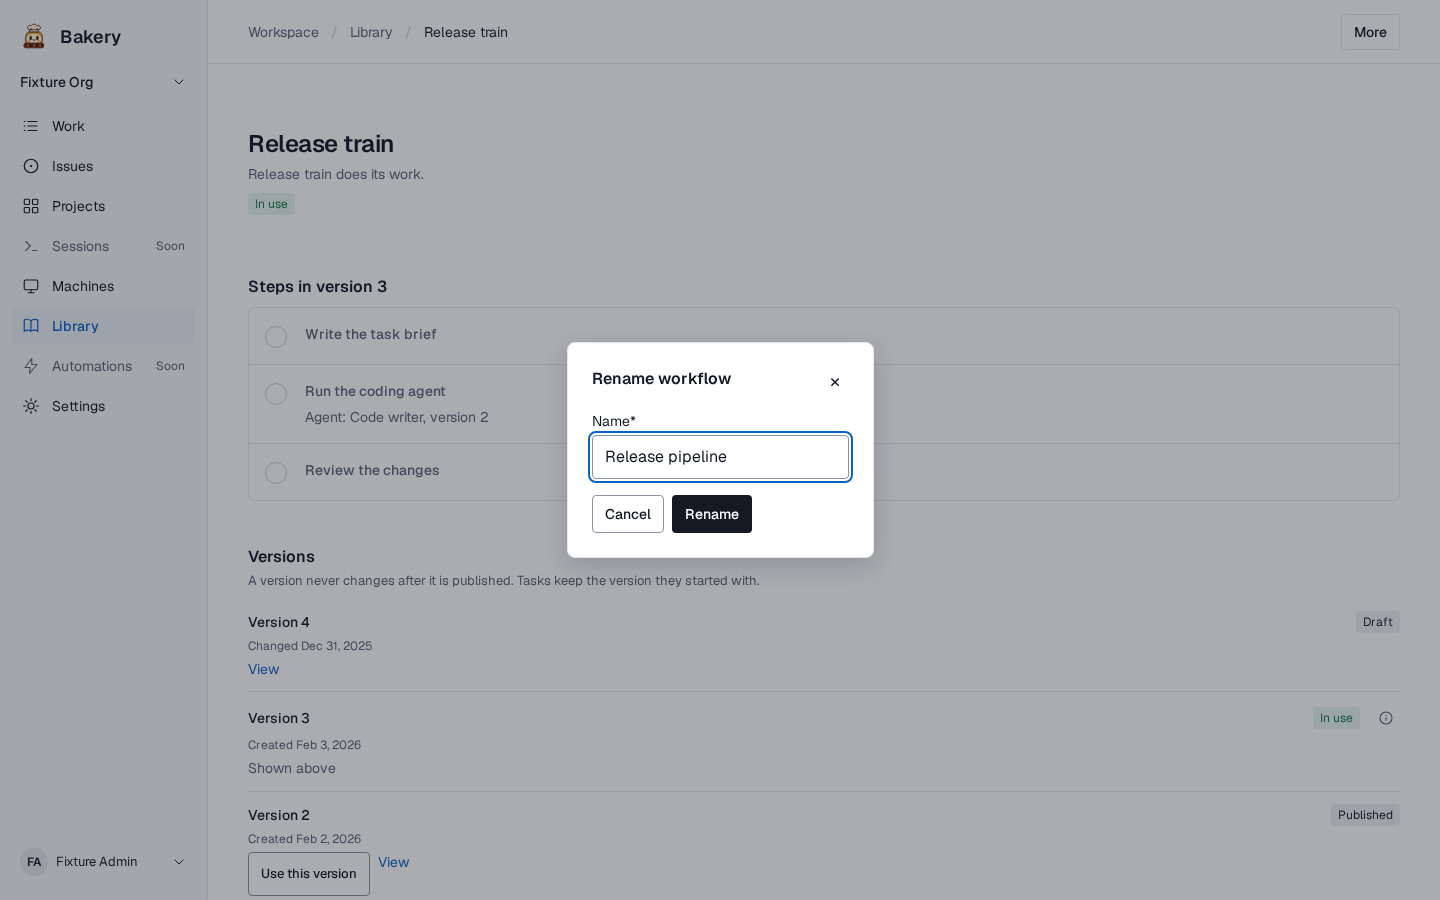 Bakery
Fixture Org
Work
Issues
Projects
Sessions Soon
Machines
Library
Automations Soon
Settings
FA Fixture Admin
Workspace / Library / Release train
More
Release train
Release train does its work.
In use
Steps in version 3
Write the task brief
Run the coding agent
Agent: Code writer, version 2
Review the changes
Rename workflow
Name*
Release pipeline
Cancel Rename
Versions
A version never changes after it is published. Tasks keep the version they started with.
Version 4 Draft
Changed Dec 31, 2025
View
Version 3 In use
Created Feb 3, 2026
Shown above
Version 2 Published
Created Feb 2, 2026
Use this version View